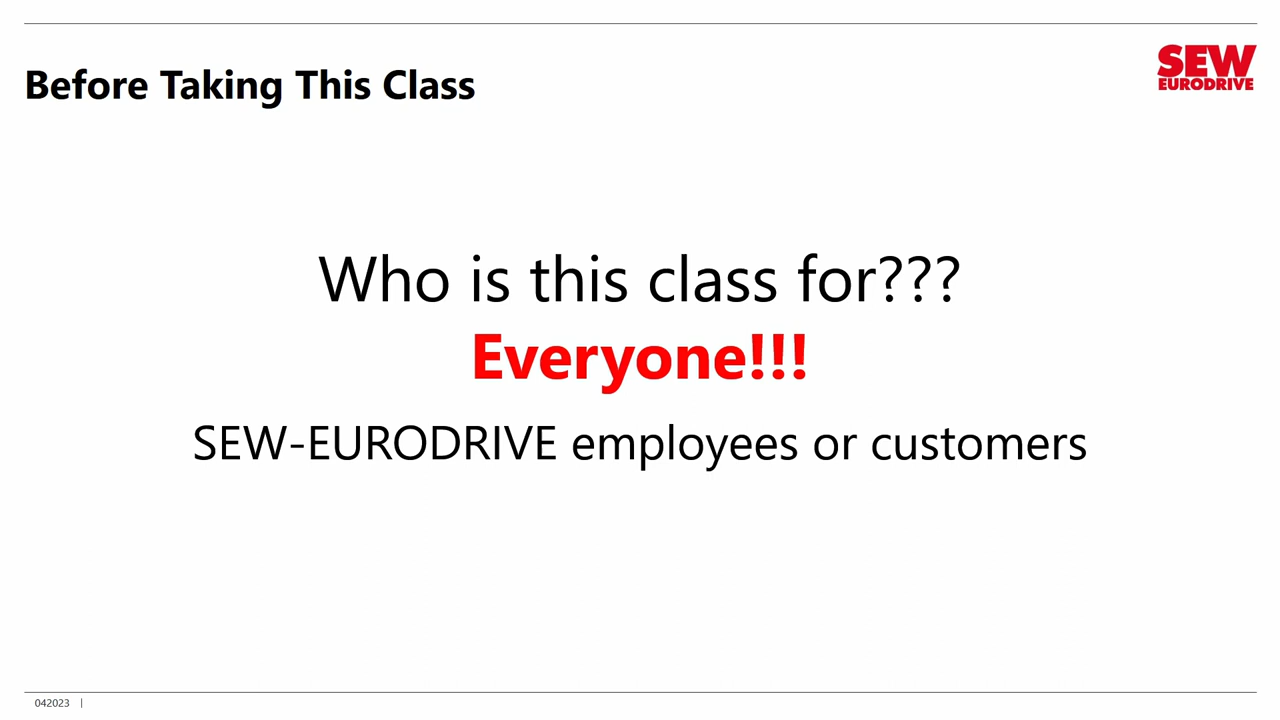 Before Taking This Class
SEW
EURODRIVE
Who is this class for???
Everyone!!!
SEW-EURODRIVE employees or customers
042023 |